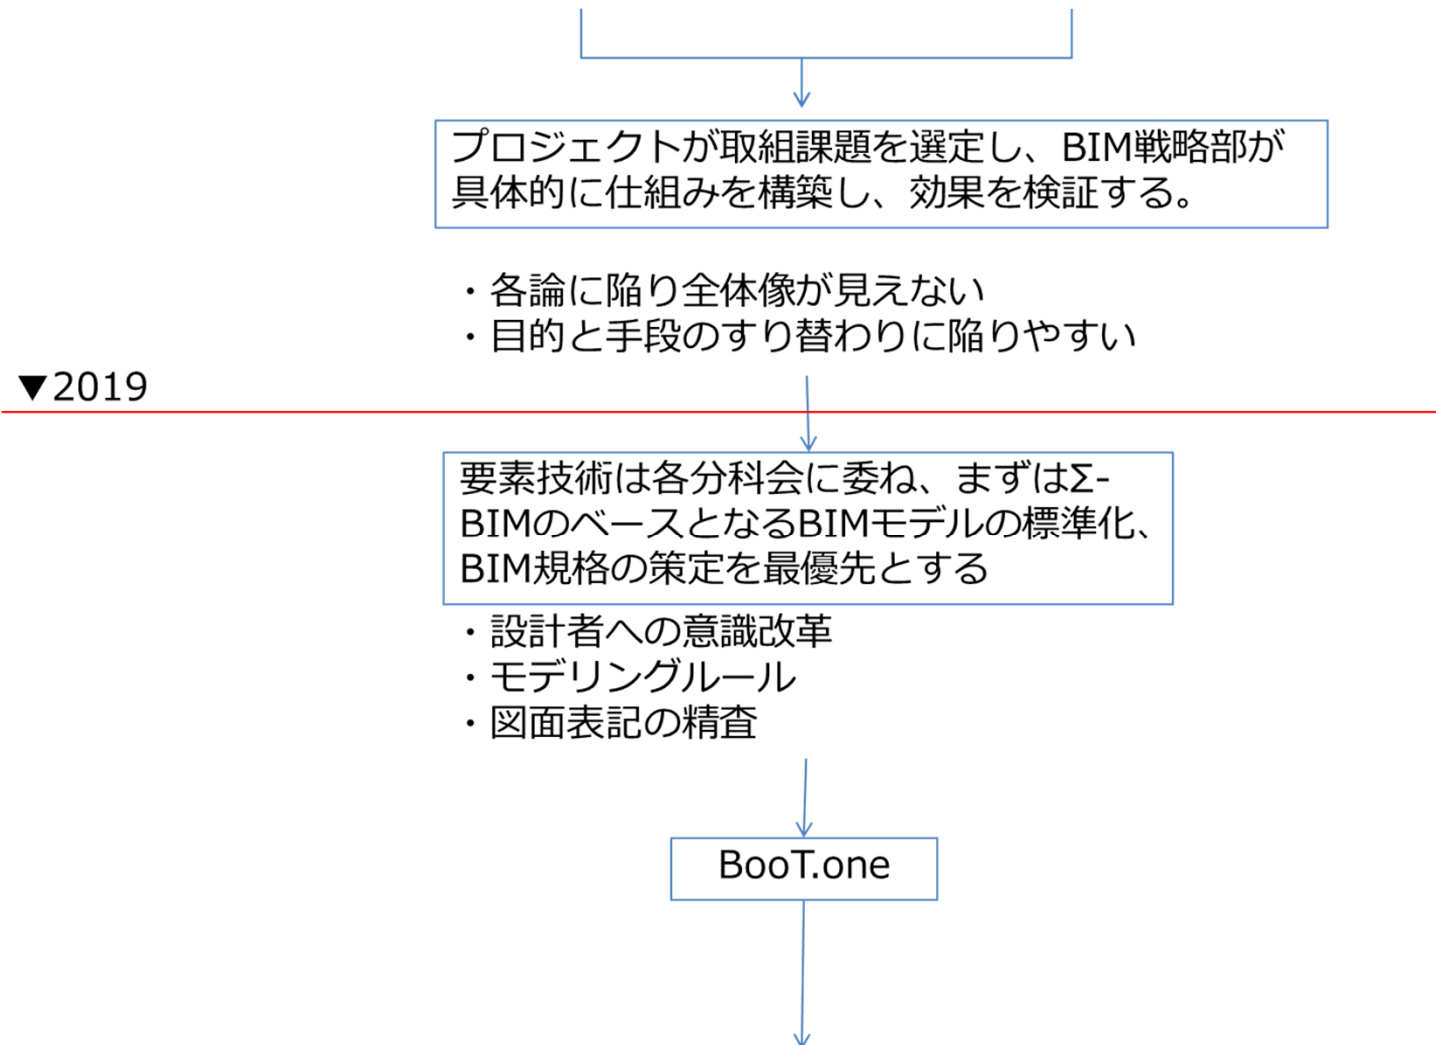 プロジェクトが取組課題を選定し、BIM戦略部が
具体的に仕組みを構築し、効果を検証する。
・各論に陥り全体像が見えない
・目的と手段のすり替わりに陥りやすい
▼2019
要素技術は各分科会に委ね、まずはΣ-
BIMのベースとなるBIMモデルの標準化、
BIM規格の策定を最優先とする
・設計者への意識改革
・モデリングルール
・図面表記の精査
BooT.one